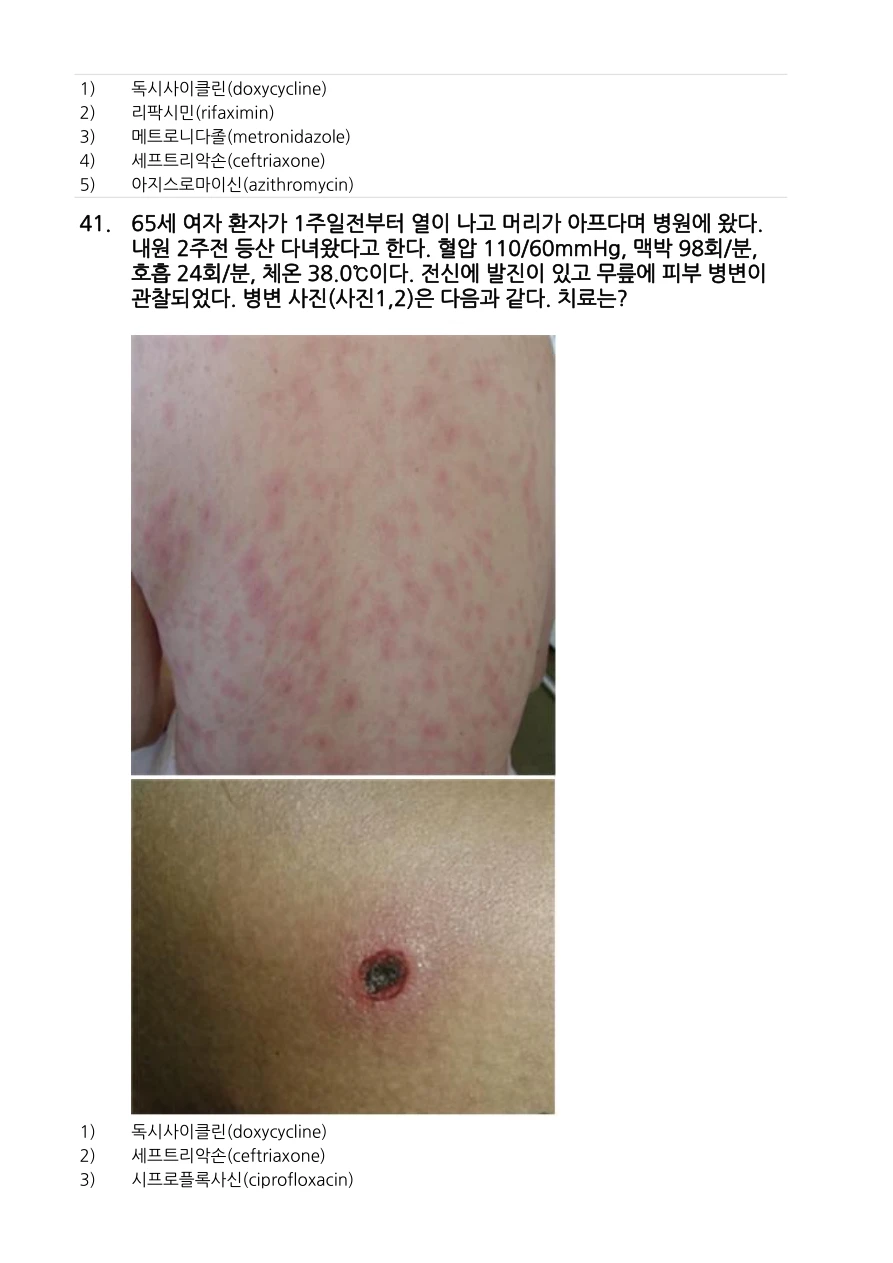 1) 독시사이클린(doxycycline)
2) 리팍시민(rifaximin)
3) 메트로니다졸(metronidazole)
4) 세프트리악손(ceftriaxone)
5) 아지스로마이신(azithromycin)
41. 65세 여자 환자가 1주일전부터 열이 나고 머리가 아프다며 병원에 왔다.
내원 2주전 등산 다녀왔다고 한다. 혈압 110/60mmHg, 맥박 98회/분,
호흡 24회/분, 체온 38.0℃이다. 전신에 발진이 있고 무릎에 피부 병변이
관찰되었다. 병변 사진(사진1,2)은 다음과 같다. 치료는?
1) 독시사이클린(doxycycline)
2) 세프트리악손(ceftriaxone)
3) 시프로플록사신(ciprofloxacin)